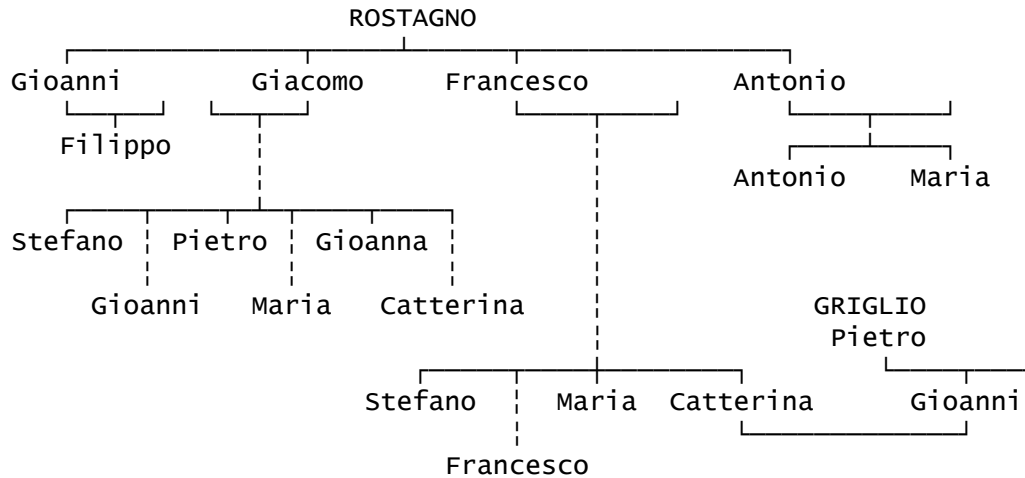 ROSTAGNO
Gioanni Giacomo Francesco Antonio
Filippo
Antonio Maria
Stefano Pietro Gioanna
Gioanni Maria Catterina GRIGLIO
Pietro
Stefano Maria Catterina Gioanni
Francesco